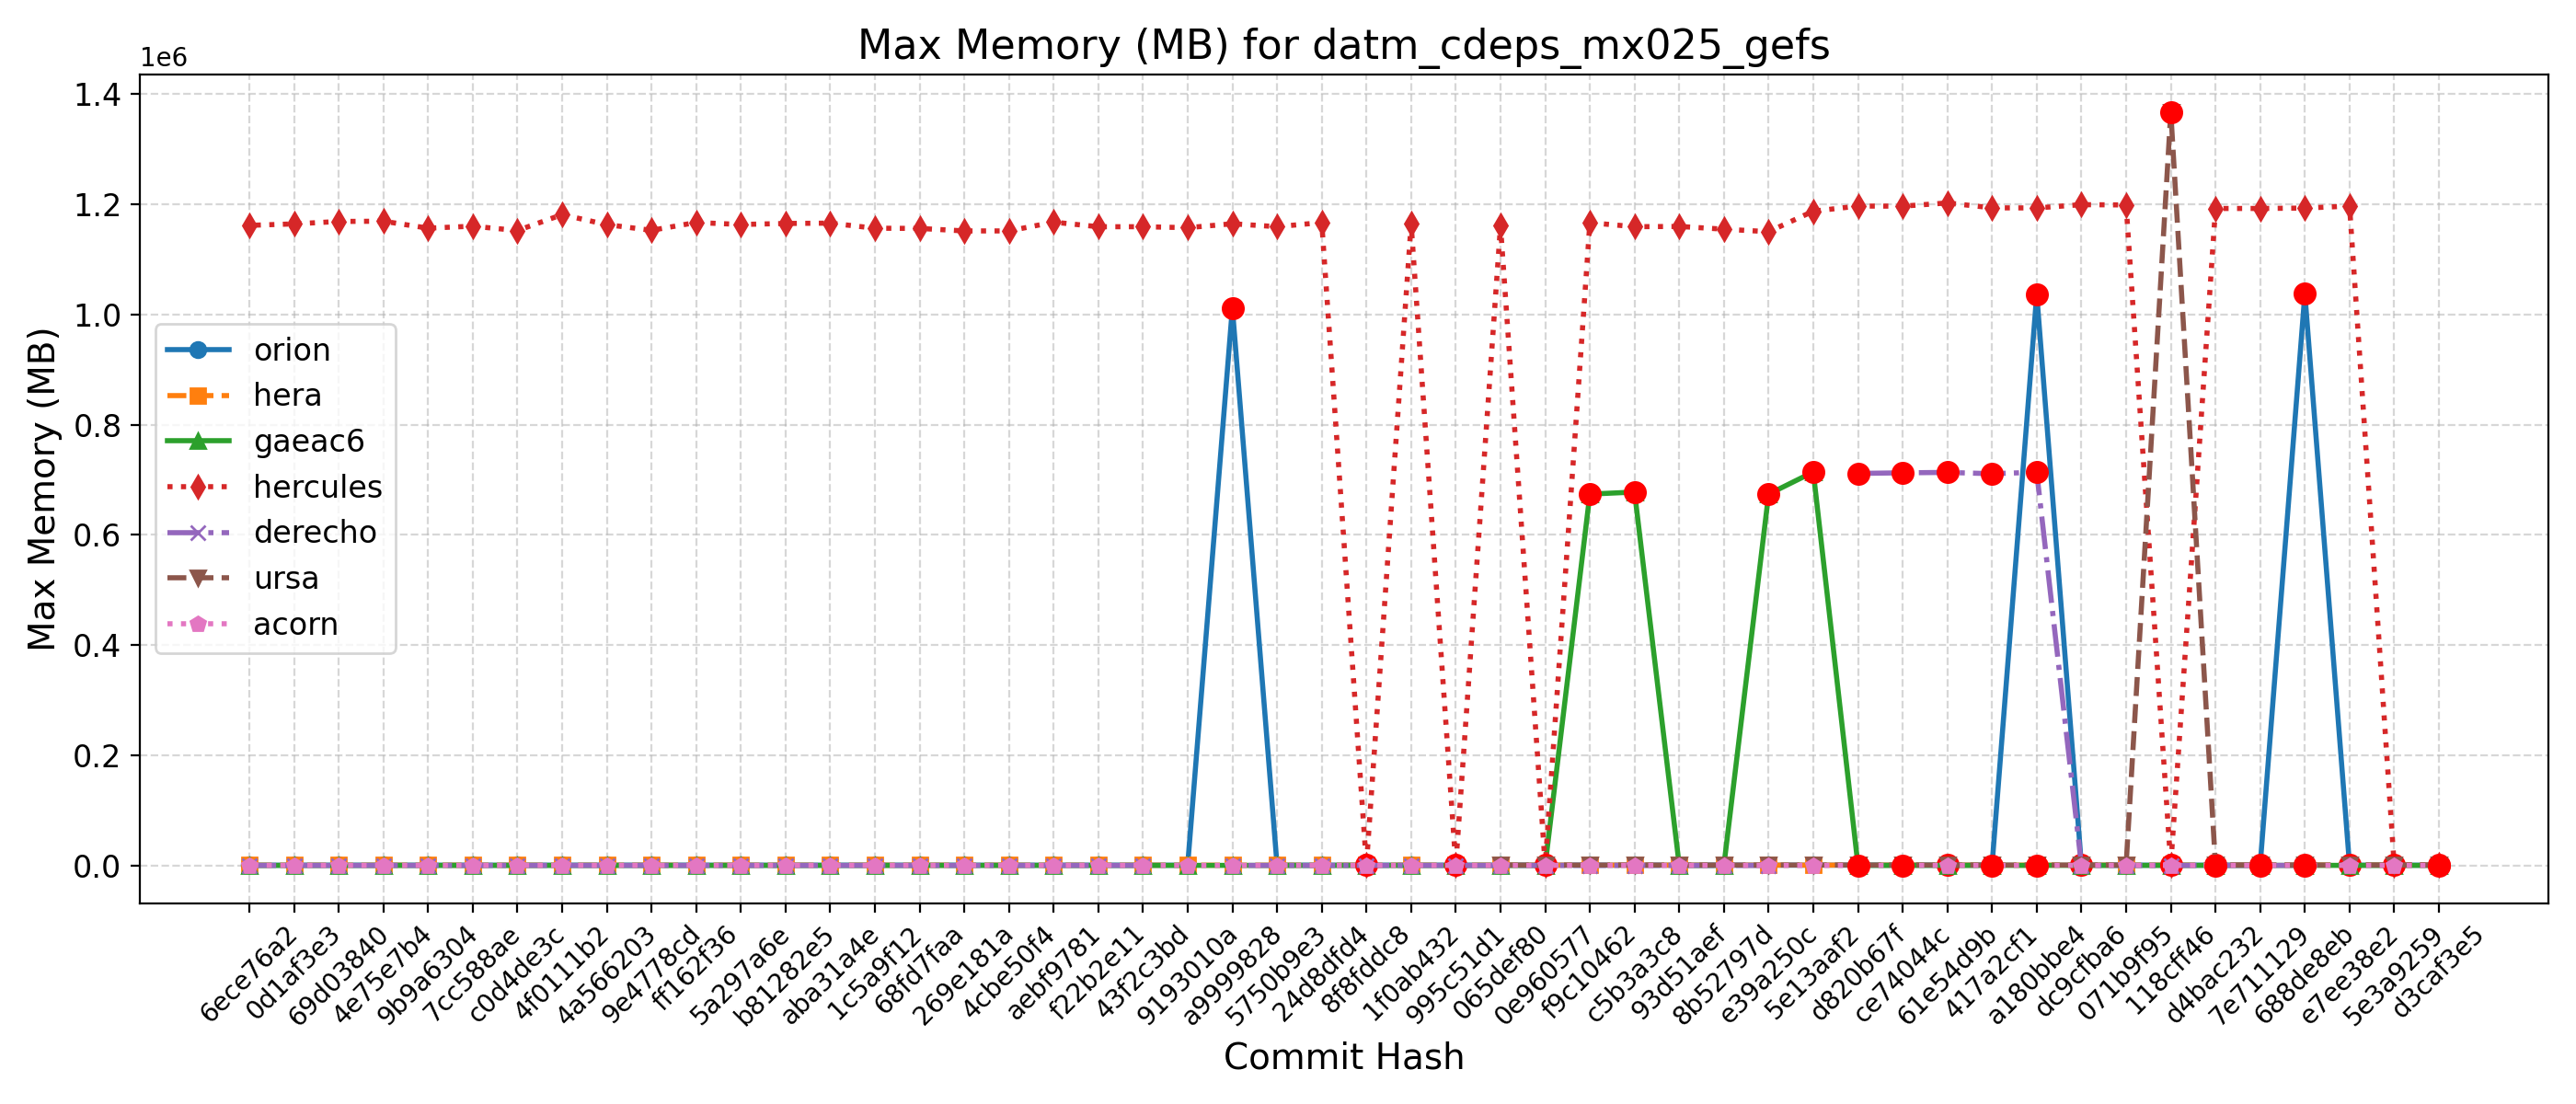 Max Memory (MB) for datm_cdeps_mx025_gefs
1e6
1.4
1.2
1.0
0.8
0.6
0.4
0.2
0.0
Max Memory (MB)
orion
hera
gaeac6
hercules
derecho
ursa
acorn
6ece76a2
0d1af3e3
69d03840
4e75e7b4
9b9a6304
7cc588ae
c0d4de3c
4f0111b2
4a566203
9e4778cd
ff162f36
5a297a6e
b81282e5
aba31a4e
1c5a9f12
68fd7faa
269e181a
4cbe50f4
aebf9781
f22b2e11
43f2c3bd
9193010a
a9999828
5750b9e3
24d8dfd4
8f8fddc8
1f0ab432
995c51d1
065def80
0e960577
f9c10462
c5b3a3c8
93d51aef
8b52797d
e39a250c
5e13aaf2
d820b67f
ce74044c
61e54d9b
417a2cf1
a180bbe4
dc9cfba6
071b9f95
118cff46
d4bac232
7e711129
688de8eb
e7ee38e2
5e3a9259
d3caf3e5
Commit Hash